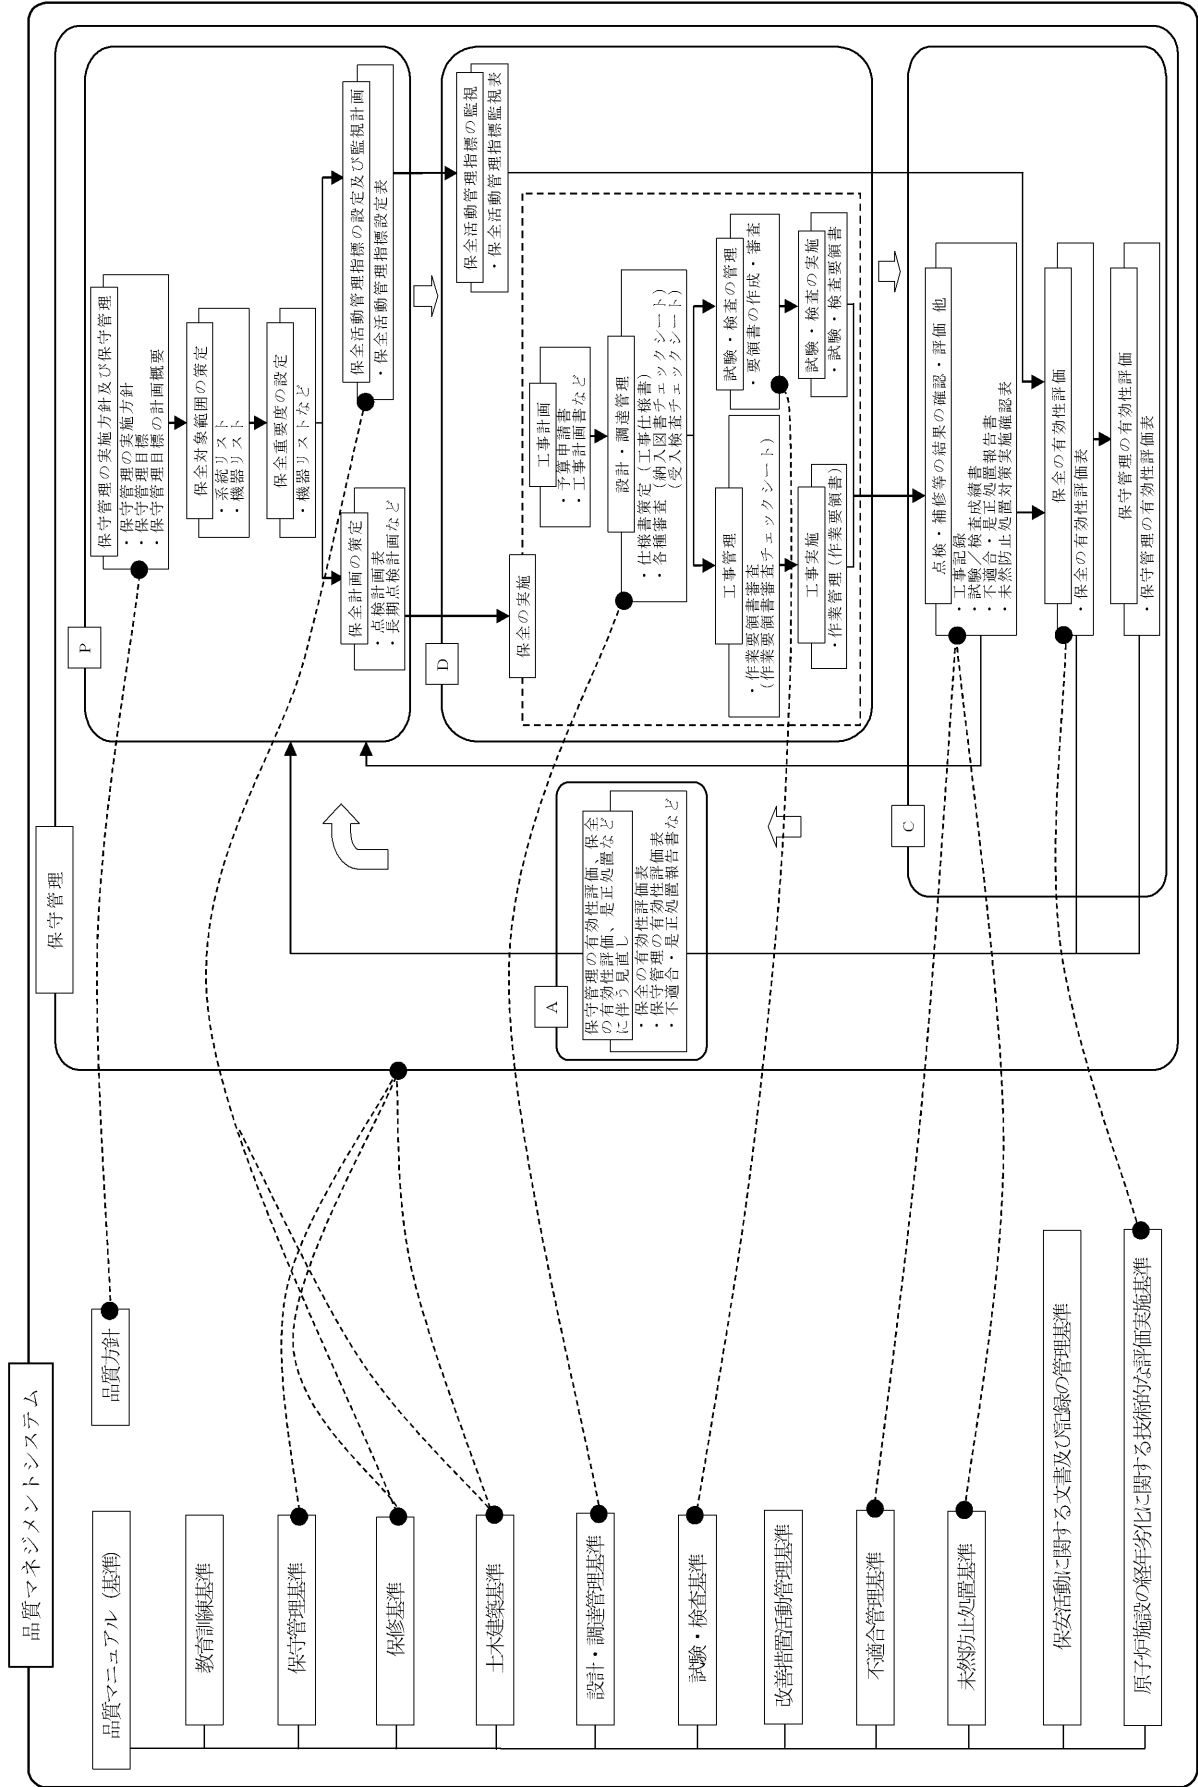 品質マネジメントシステム
品質マニュアル（基準）
教育訓練基準
保守管理基準
保修基準
土木建築基準
設計・調達管理基準
試験・検査基準
改善措置活動管理基準
不適合管理基準
未然防止処置基準
保安活動に関する文書及び記録の管理基準
原子炉施設の経年劣化に関する技術的な評価実施基準
品質方針
保守管理
P
保守管理の実施方針及び保守管理
・保守管理の実施方針
・保守管理目標
・保守管理目標の計画概要
保全対象範囲の策定
・系統リスト
・機器リスト
保全重要度の設定
・機器リストなど
保全計画の策定
・点検計画表
・長期点検計画など
保全活動管理指標の設定及び監視計画
・保全活動管理指標設定表
D
保全活動管理指標の監視
・保全活動管理指標監視表
保全の実施
工事計画
・予算申請書
・工事計画書など
設計・調達管理
・仕様書策定（工事仕様書）
・各種審査（納入図書チェックシート）
（受入検査チェックシート）
工事管理
・作業要領書審査
（作業要領書審査チェックシート）
試験・検査の管理
・要領書の作成・審査
工事実施
・作業管理（作業要領書）
試験・検査の実施
・試験・検査要領書
C
点検・補修等の結果の確認・評価 他
・工事記録
・試験／検査成績書
・不適合・是正処置報告書
・未然防止処置対策実施確認表
保全の有効性評価
・保全の有効性評価表
保守管理の有効性評価
・保守管理の有効性評価表
A
保守管理の有効性評価、保全
の有効性評価、是正処置など
に伴う見直し
・保全の有効性評価表
・保守管理の有効性評価表
・不適合・是正処置報告書など